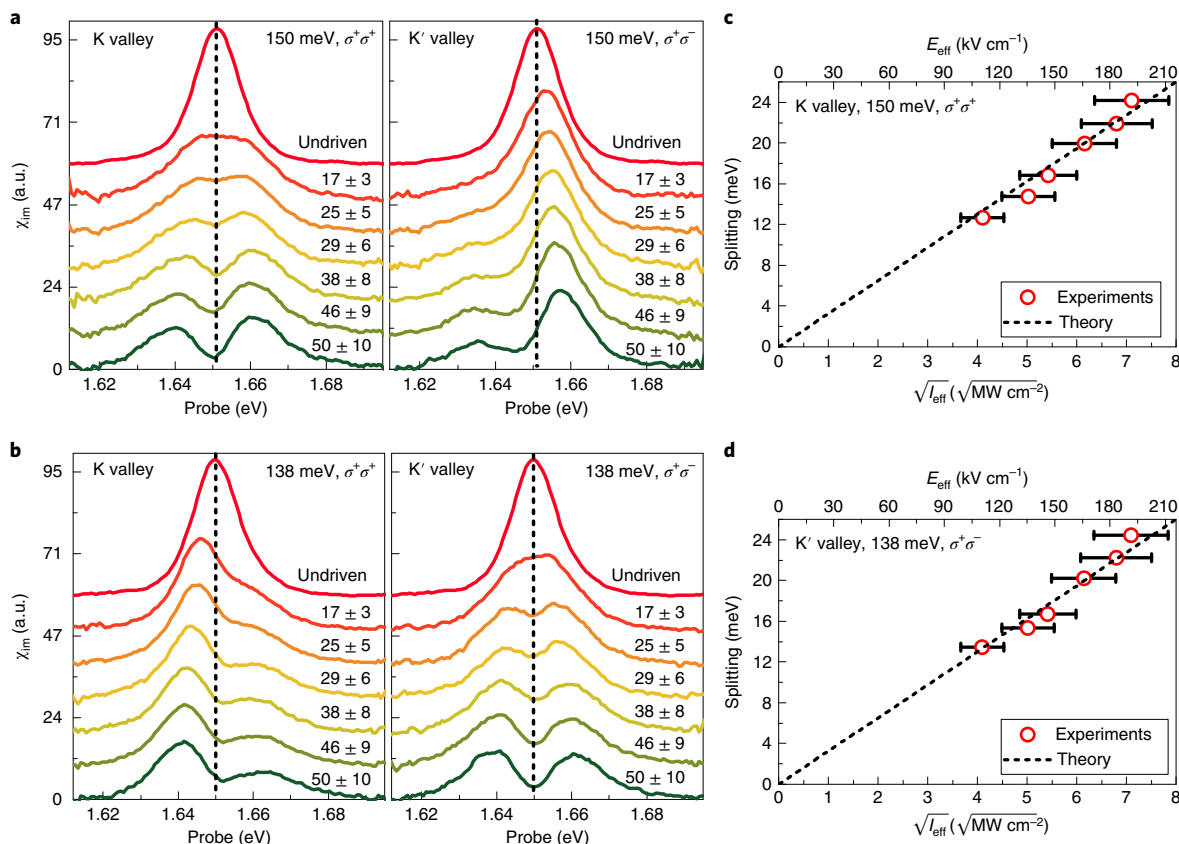 a
K valley
150 meV, σ⁺σ⁺
K′ valley
150 meV, σ⁺σ⁻
95
71
47
24
0
χim (a.u.)
Undriven
17 ± 3
25 ± 5
29 ± 6
38 ± 8
46 ± 9
50 ± 10
Undriven
17 ± 3
25 ± 5
29 ± 6
38 ± 8
46 ± 9
50 ± 10
1.62 1.64 1.66 1.68
Probe (eV)
1.62 1.64 1.66 1.68
Probe (eV)
c
Eeff (kV cm⁻¹)
0 30 60 90 120 150 180 210
K valley, 150 meV, σ⁺σ⁺
24
20
16
12
8
4
0
Splitting (meV)
Experiments
Theory
0 1 2 3 4 5 6 7 8
√Ieff (√MW cm⁻²)
b
K valley
138 meV, σ⁺σ⁺
K′ valley
138 meV, σ⁺σ⁻
95
71
47
24
0
χim (a.u.)
Undriven
17 ± 3
25 ± 5
29 ± 6
38 ± 8
46 ± 9
50 ± 10
Undriven
17 ± 3
25 ± 5
29 ± 6
38 ± 8
46 ± 9
50 ± 10
1.62 1.64 1.66 1.68
Probe (eV)
1.62 1.64 1.66 1.68
Probe (eV)
d
Eeff (kV cm⁻¹)
0 30 60 90 120 150 180 210
K′ valley, 138 meV, σ⁺σ⁻
24
20
16
12
8
4
0
Splitting (meV)
Experiments
Theory
0 1 2 3 4 5 6 7 8
√Ieff (√MW cm⁻²)